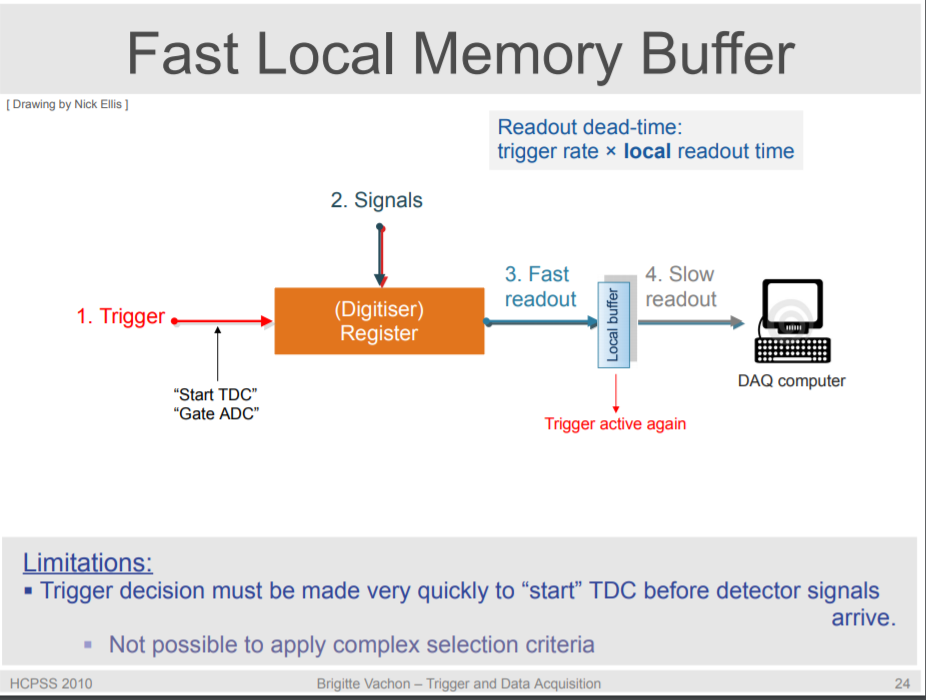 Fast Local Memory Buffer
[ Drawing by Nick Ellis ]
Readout dead-time:
trigger rate × local readout time
2. Signals
1. Trigger
(Digitiser)
Register
3. Fast
readout
Local buffer
4. Slow
readout
"Start TDC"
"Gate ADC"
DAQ computer
Trigger active again
Limitations:
▪ Trigger decision must be made very quickly to “start” TDC before detector signals
arrive.
▪ Not possible to apply complex selection criteria
HCPSS 2010
Brigitte Vachon – Trigger and Data Acquisition
24